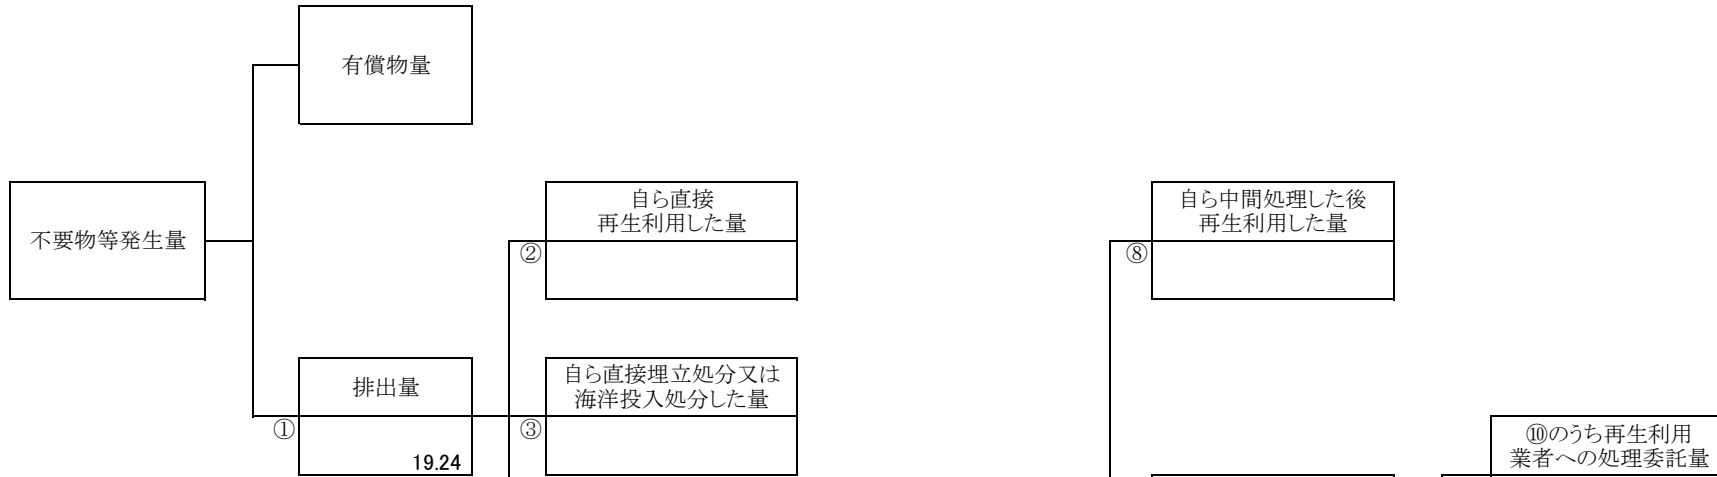 有償物量
不要物等発生量
自ら直接
再生利用した量
②
自ら中間処理した後
再生利用した量
⑧
排出量
①
19.24
自ら直接埋立処分又は
海洋投入処分した量
③
⑩のうち再生利用
業者への処理委託量